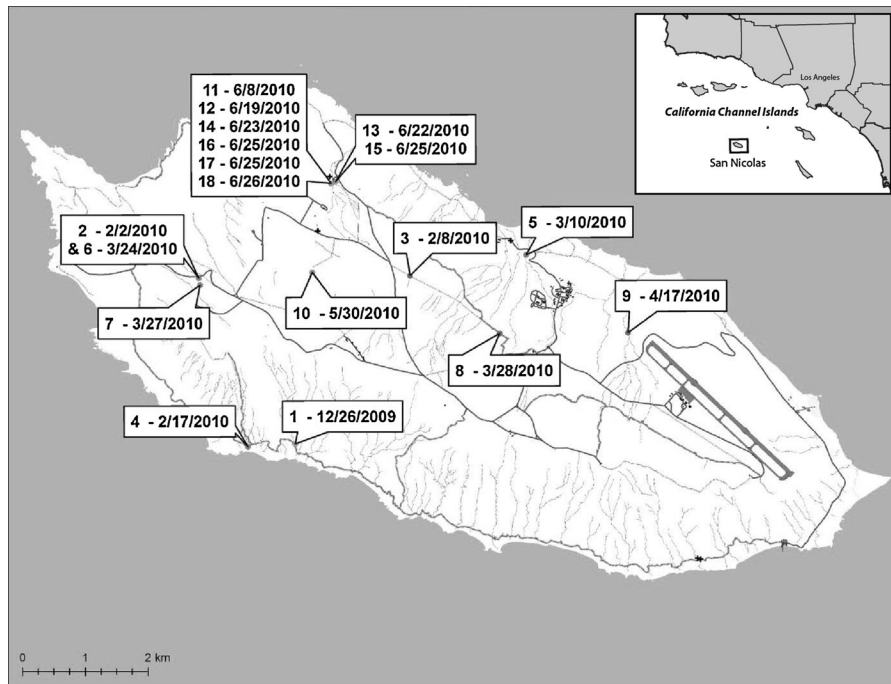 11 - 6/8/2010
12 - 6/19/2010
14 - 6/23/2010
16 - 6/25/2010
17 - 6/25/2010
18 - 6/26/2010
13 - 6/22/2010
15 - 6/25/2010
Los Angeles
California Channel Islands
San Nicolas
2 - 2/2/2010
& 6 - 3/24/2010
3 - 2/8/2010
5 - 3/10/2010
7 - 3/27/2010
10 - 5/30/2010
9 - 4/17/2010
8 - 3/28/2010
4 - 2/17/2010
1 - 12/26/2009
0 1 2 km